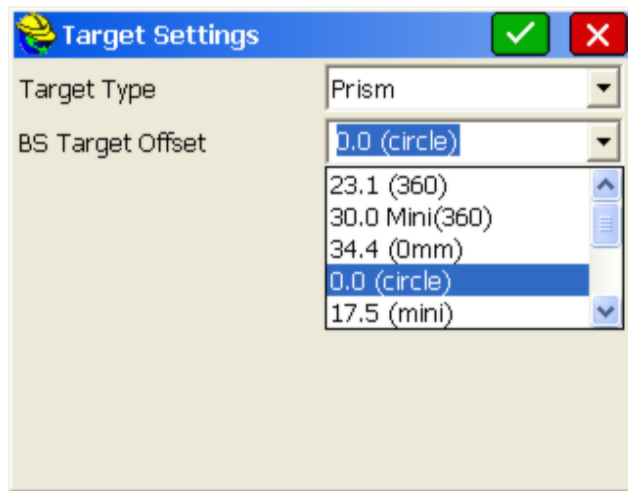 Target Settings
Target Type Prism
BS Target Offset 0.0 (circle)
23.1 (360)
30.0 Mini(360)
34.4 (0mm)
0.0 (circle)
17.5 (mini)